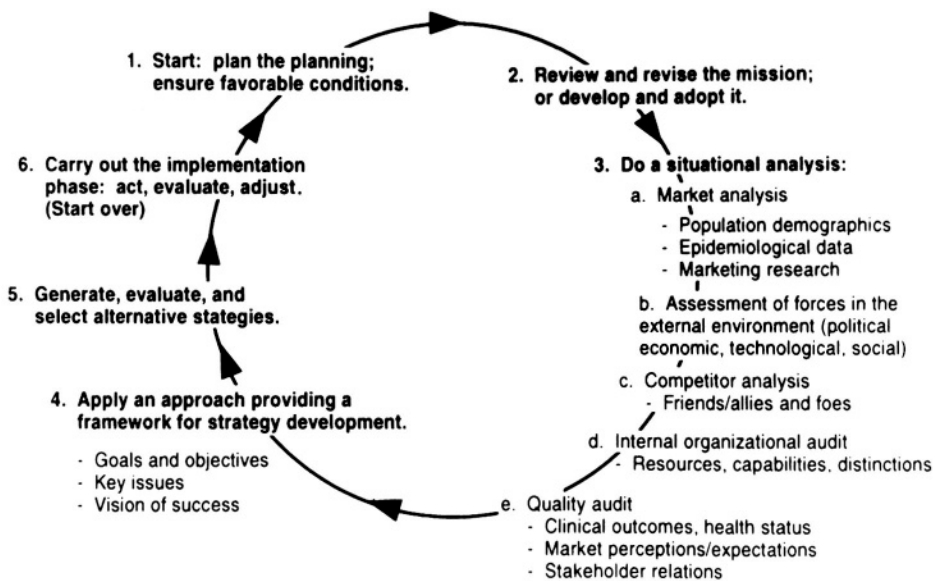 1. Start: plan the planning;
ensure favorable conditions.
2. Review and revise the mission;
or develop and adopt it.
3. Do a situational analysis:
a. Market analysis
- Population demographics
- Epidemiological data
- Marketing research
b. Assessment of forces in the
external environment (political
economic, technological, social)
c. Competitor analysis
- Friends/allies and foes
d. Internal organizational audit
- Resources, capabilities, distinctions
e. Quality audit
- Clinical outcomes, health status
- Market perceptions/expectations
- Stakeholder relations
4. Apply an approach providing a
framework for strategy development.
- Goals and objectives
- Key issues
- Vision of success
5. Generate, evaluate, and
select alternative stategies.
6. Carry out the implementation
phase: act, evaluate, adjust.
(Start over)